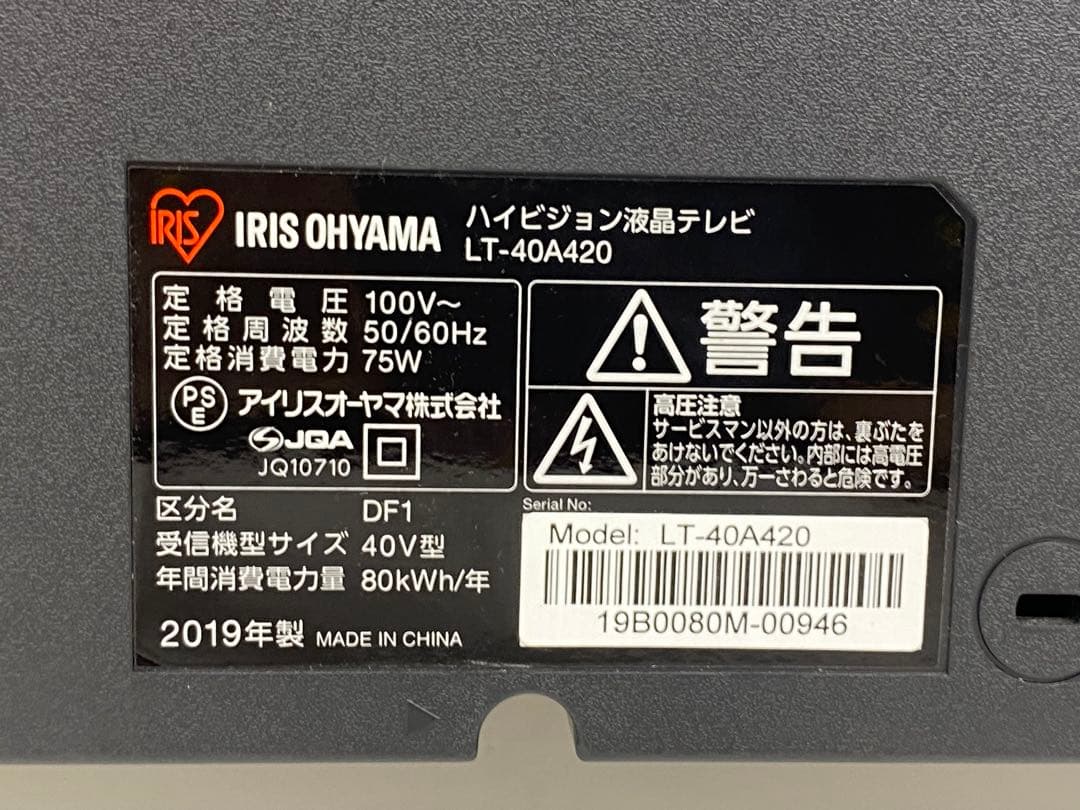 IRIS
IRIS OHYAMA
ハイビジョン液晶テレビ
LT-40A420
定格電圧 100V~
定格周波数 50/60Hz
定格消費電力 75W
PSE
アイリスオーヤマ株式会社
JQA
JQ10710
区分名 DF1
受信機型サイズ 40V型
年間消費電力量 80kWh/年
2019年製 MADE IN CHINA
警告
高圧注意
サービスマン以外の方は、裏ぶたを
あけないでください。内部には高電圧
部分があり、万一さわると危険です。
Serial No:
Model: LT-40A420
19B0080M-00946